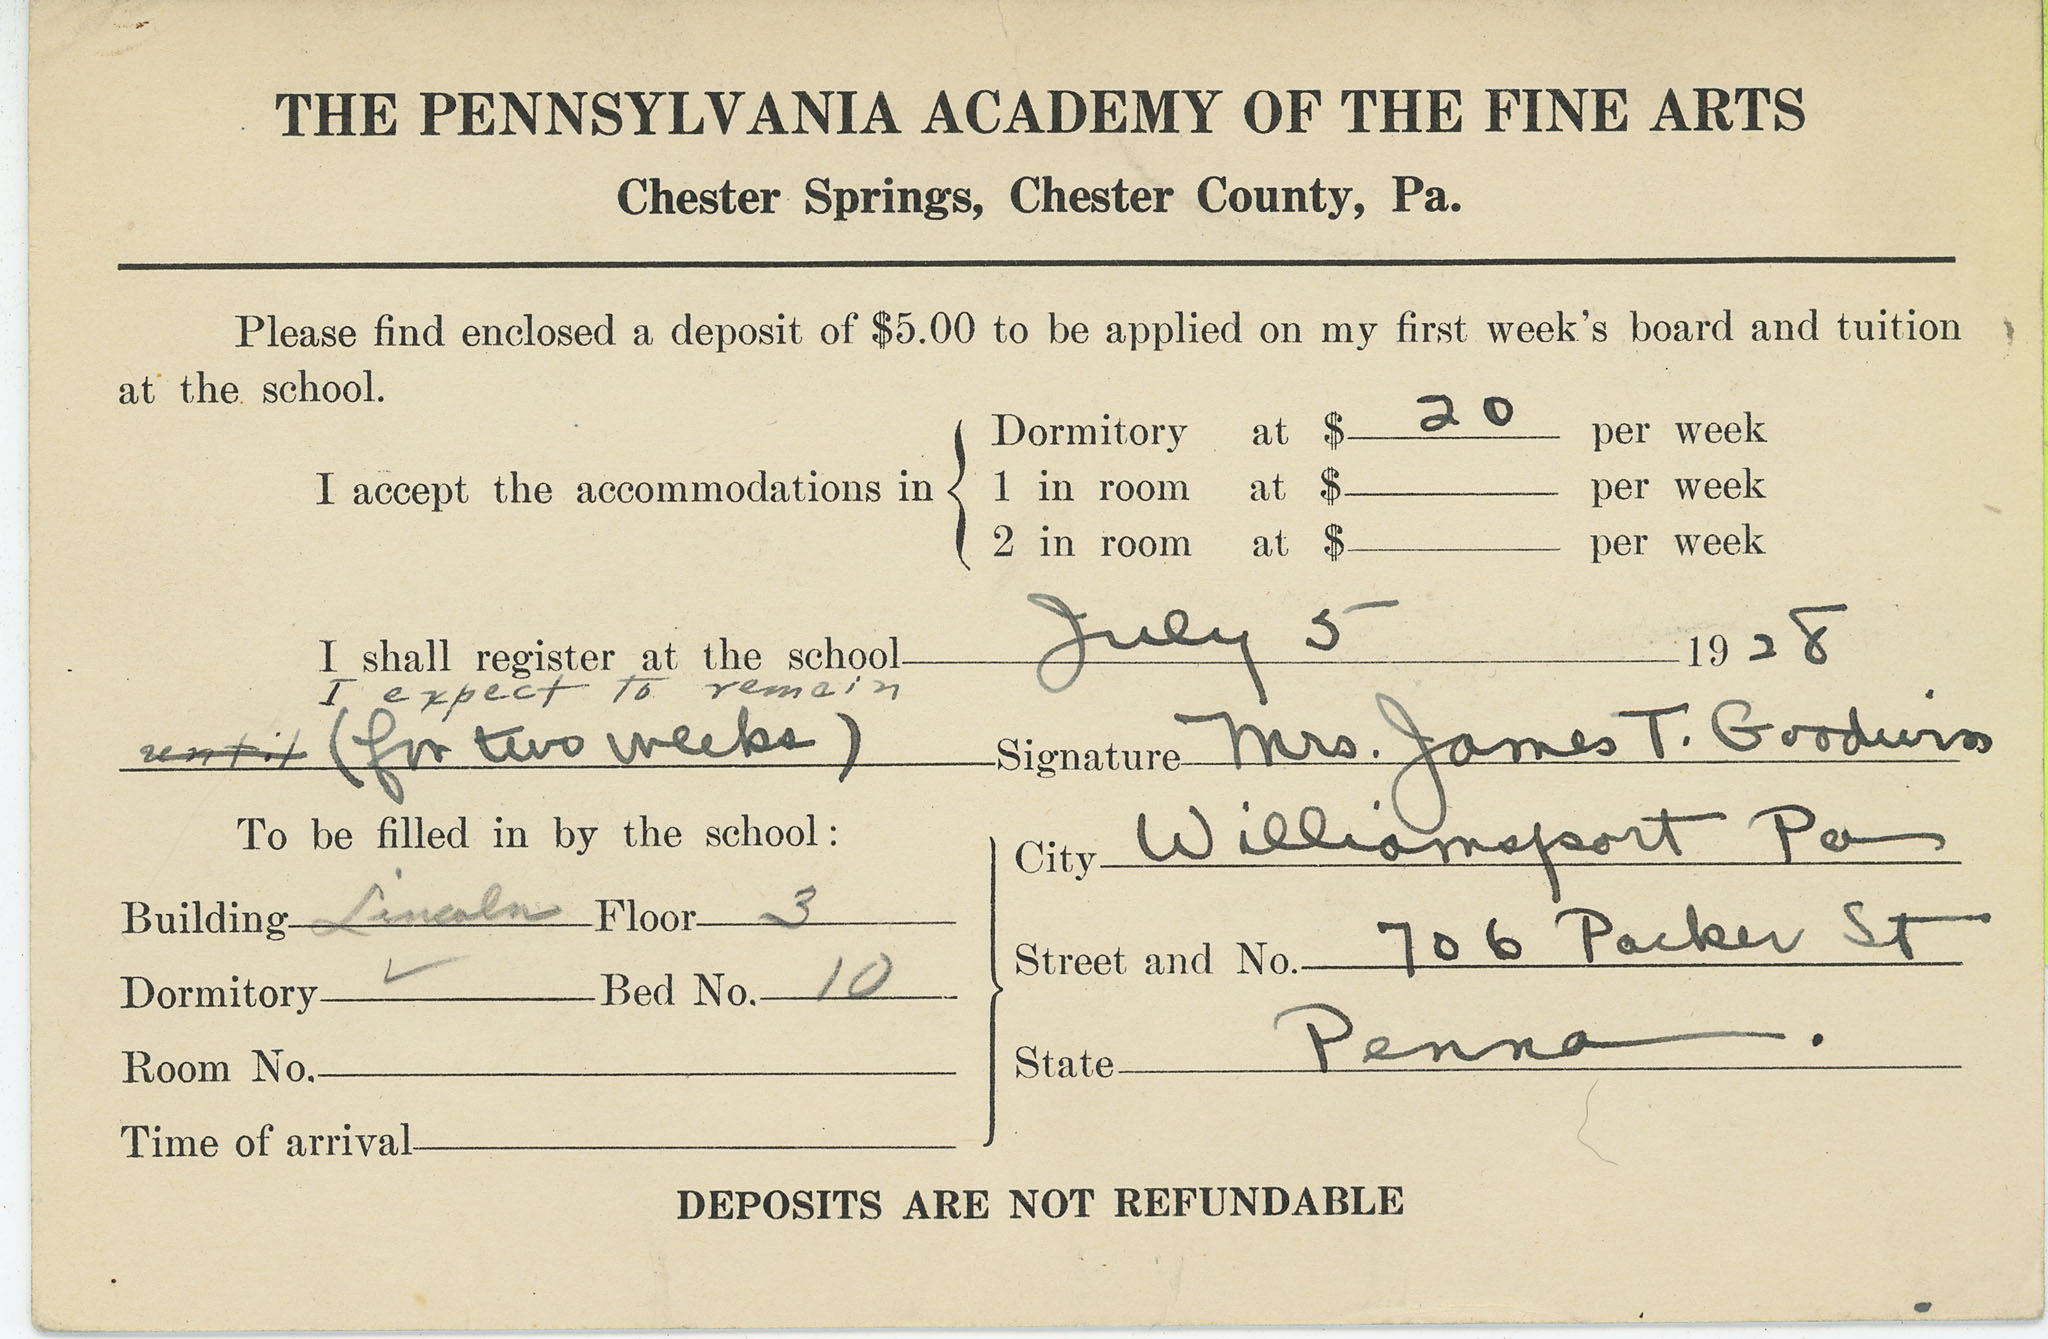 THE PENNSYLVANIA ACADEMY OF THE FINE ARTS
Chester Springs, Chester County, Pa.
Please find enclosed a deposit of $5.00 to be applied on my first week's board and tuition
at the school.
Dormitory at $ 20 per week
I accept the accommodations in 1 in room at $ per week
2 in room at $ per week
I shall register at the school July 5 1928
I expect to remain
until (for two weeks) Signature Mrs. James T. Goodwin
To be filled in by the school:
City Williamsport Pa
Building Lincoln Floor 3
Street and No. 706 Packer St
Dormitory ✓ Bed No. 10
State Penna.
Room No.
Time of arrival
DEPOSITS ARE NOT REFUNDABLE